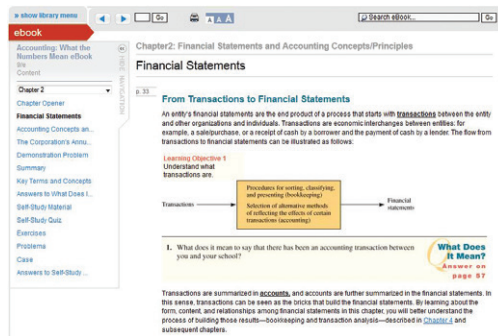 » show library menu
Go
A A A
Search eBook...
Go
ebook
Accounting: What the
Numbers Mean eBook
9/e
Content
HIDE NAVIGATION
Chapter 2
Chapter Opener
Financial Statements
Accounting Concepts an...
The Corporation's Annu...
Demonstration Problem
Summary
Key Terms and Concepts
Answers to What Does I...
Self-Study Material
Self-Study Quiz
Exercises
Problems
Case
Answers to Self-Study ...
Chapter2: Financial Statements and Accounting Concepts/Principles
Financial Statements
p. 33
From Transactions to Financial Statements
An entity's financial statements are the end product of a process that starts with transactions between the entity
and other organizations and individuals. Transactions are economic interchanges between entities: for
example, a sale/purchase, or a receipt of cash by a borrower and the payment of cash by a lender. The flow from
transactions to financial statements can be illustrated as follows:
Learning Objective 1
Understand what
transactions are.
Transactions
Procedures for sorting, classifying,
and presenting (bookkeeping)
Selection of alternative methods
of reflecting the effects of certain
transactions (accounting)
Financial
statements
1. What does it mean to say that there has been an accounting transaction between
you and your school?
Q What Does
It Mean?
Answer on
page 67
Transactions are summarized in accounts, and accounts are further summarized in the financial statements. In
this sense, transactions can be seen as the bricks that build the financial statements. By learning about the
form, content, and relationships among financial statements in this chapter, you will better understand the
process of building those results—bookkeeping and transaction analysis—described in Chapter 4 and
subsequent chapters.